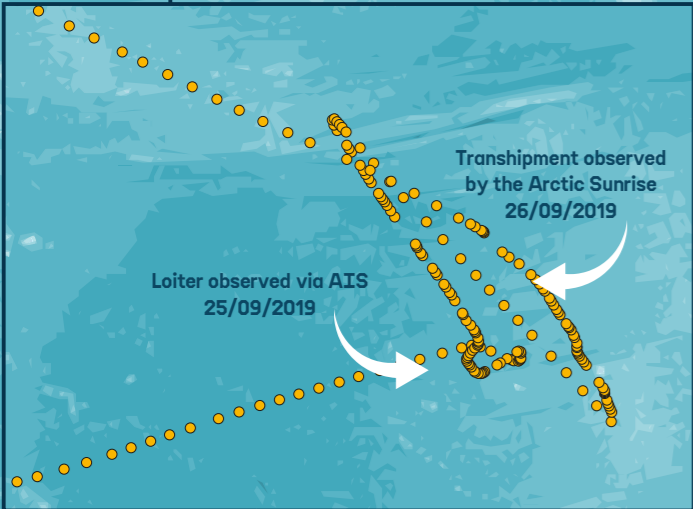 Transhipment observed
by the Arctic Sunrise
26/09/2019
Loiter observed via AIS
25/09/2019